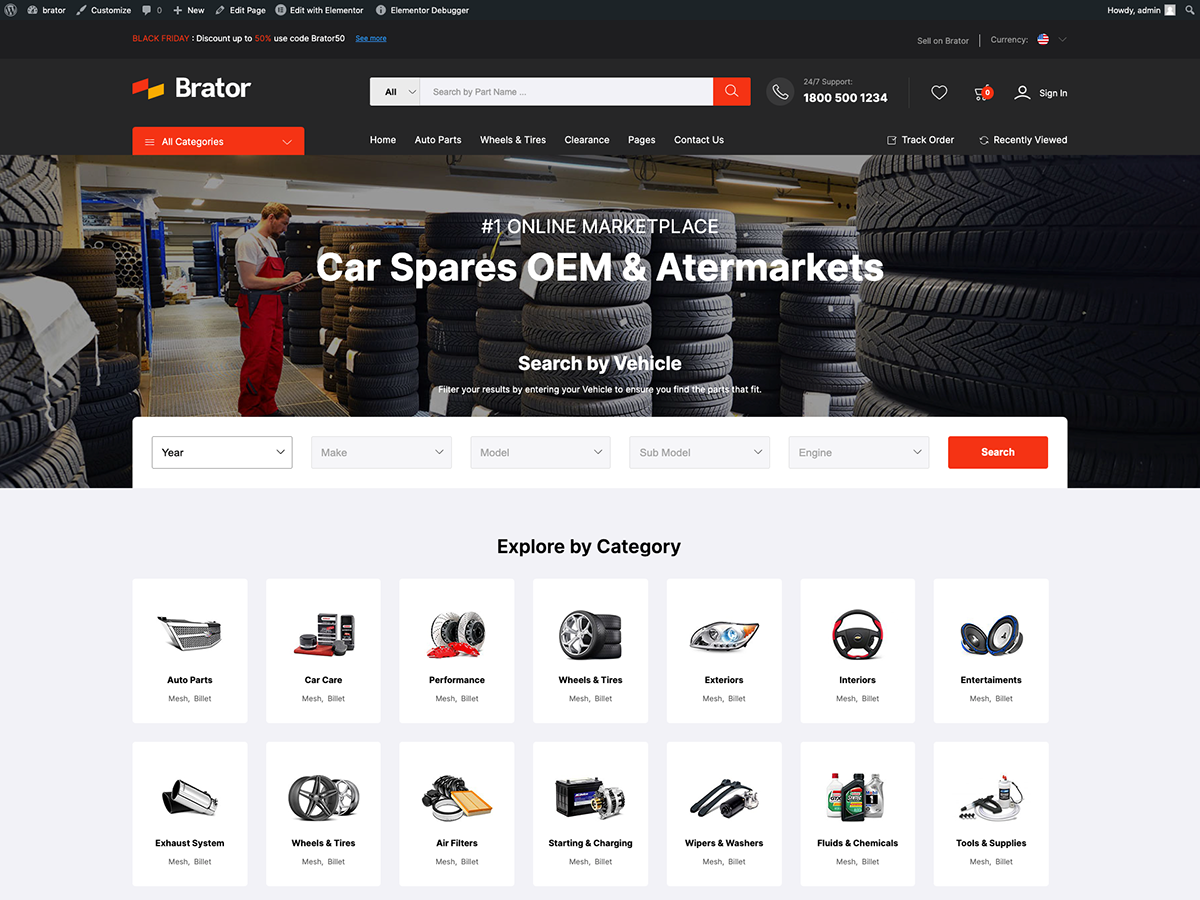 brator Customize 0 New Edit Page Edit with Elementor Elementor Debugger Howdy, admin
BLACK FRIDAY : Discount up to 50% use code Brator50 See more Sell on Brator Currency:
Brator
All Search by Part Name ...
24/7 Support:
1800 500 1234
0
Sign In
All Categories Home Auto Parts Wheels & Tires Clearance Pages Contact Us Track Order Recently Viewed
#1 ONLINE MARKETPLACE
Car Spares OEM & Atermarkets
Search by Vehicle
Filter your results by entering your Vehicle to ensure you find the parts that fit.
Year Make Model Sub Model Engine Search
Explore by Category
Auto Parts Car Care Performance Wheels & Tires Exteriors Interiors Entertaiments
Mesh, Billet Mesh, Billet Mesh, Billet Mesh, Billet Mesh, Billet Mesh, Billet Mesh, Billet
Exhaust System Wheels & Tires Air Filters Starting & Charging Wipers & Washers Fluids & Chemicals Tools & Supplies
Mesh, Billet Mesh, Billet Mesh, Billet Mesh, Billet Mesh, Billet Mesh, Billet Mesh, Billet